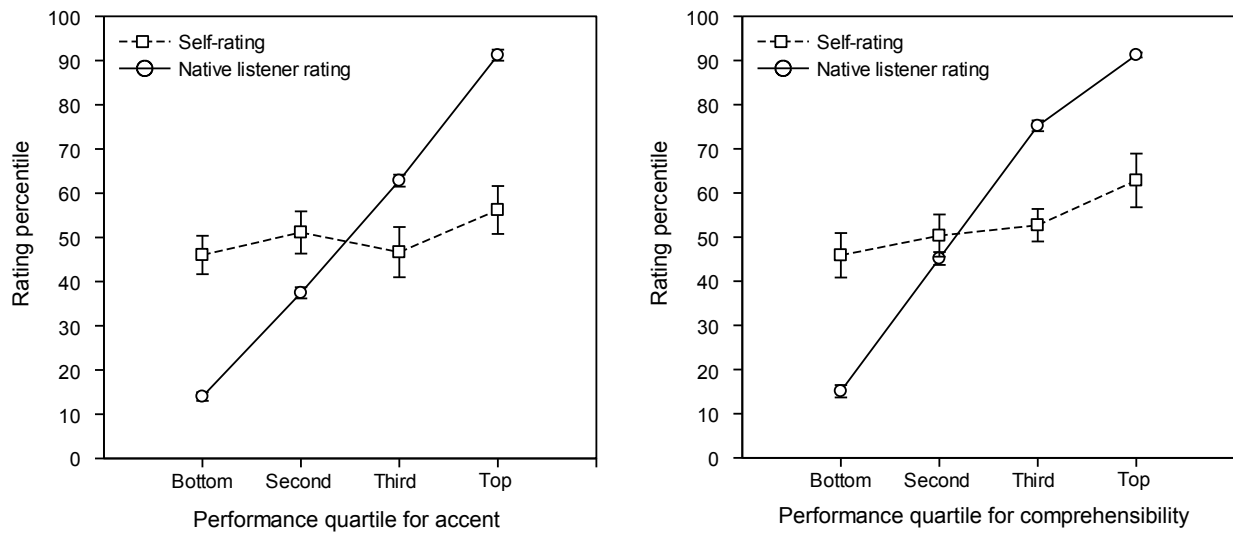 100
90
80
70
60
50
40
30
20
10
0
Rating percentile
Self-rating
Native listener rating
Bottom Second Third Top
Performance quartile for accent
100
90
80
70
60
50
40
30
20
10
0
Rating percentile
Self-rating
Native listener rating
Bottom Second Third Top
Performance quartile for comprehensibility